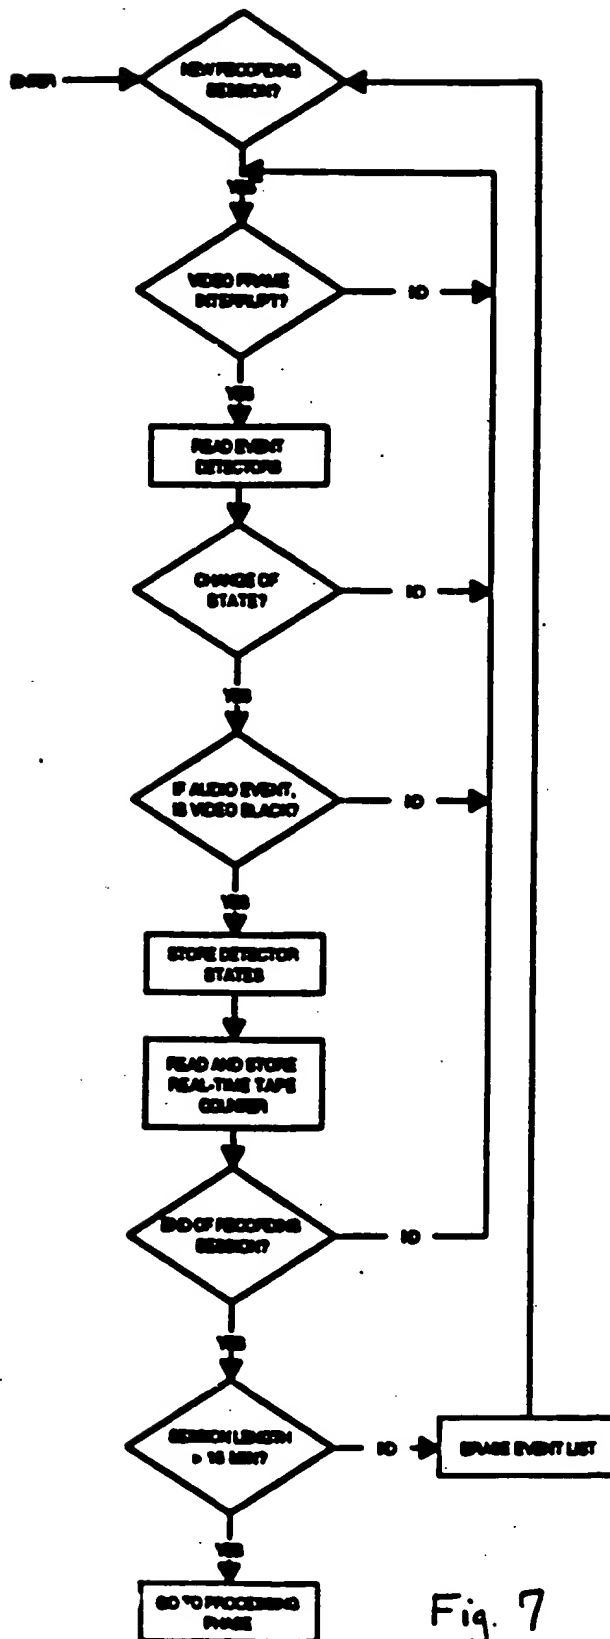 ENTER
NEW RECORDING
SESSION?
YES
VIDEO FRAME
INTERRUPT?
NO
YES
READ EVENT
DETECTORS
CHANGE OF
STATE?
NO
YES
IF AUDIO EVENT,
IS VIDEO BLACK?
NO
YES
STORE DETECTOR
STATES
READ AND STORE
REAL-TIME TAPE
COUNTER
END OF RECORDING
SESSION?
NO
YES
SESSION LENGTH
> 15 MIN?
NO
ERASE EVENT LIST
YES
GO TO PROCESSING
PHASE
Fig. 7